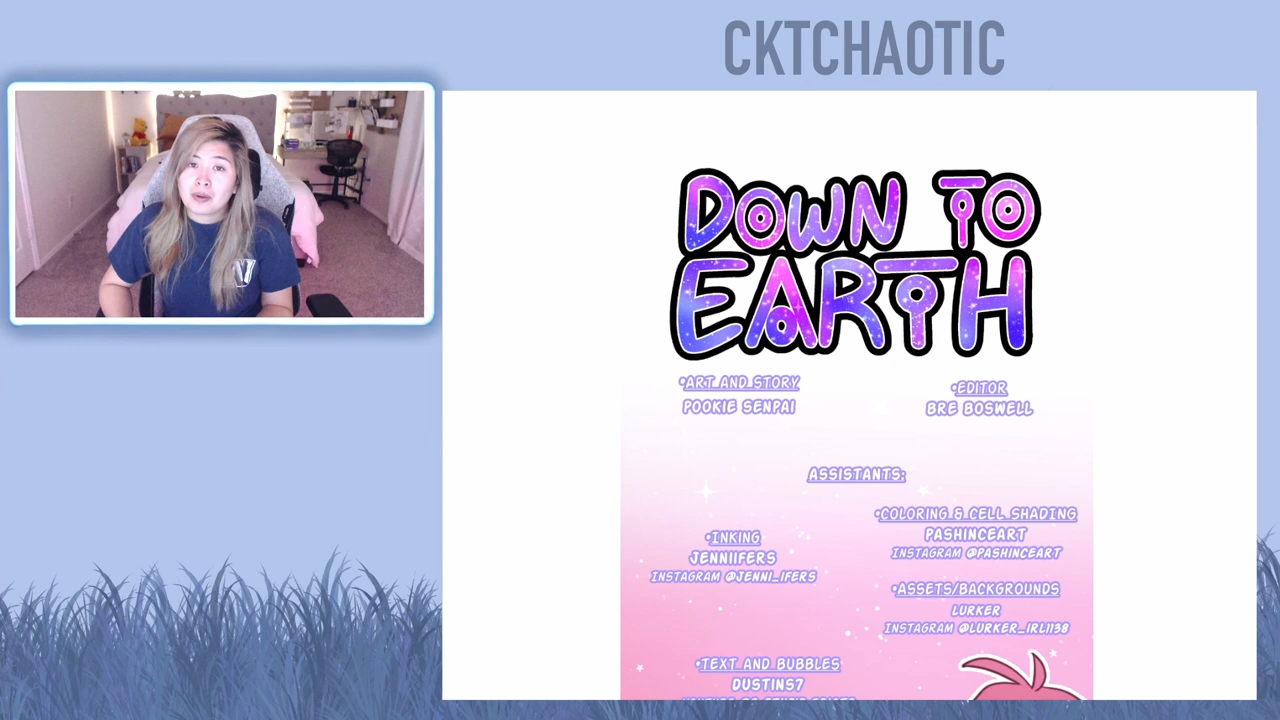 CKTCHAOTIC
DOWN TO
EARTH
•ART AND STORY
POOKIE SENPAI
•EDITOR
BRE BOSWELL
ASSISTANTS:
•INKING
JENNIIFERS
INSTAGRAM @JENNI_IFERS
•COLORING & CELL SHADING
PASHINCEART
INSTAGRAM @PASHINCEART
•ASSETS/BACKGROUNDS
LURKER
INSTAGRAM @LURKER_IRL1138
•TEXT AND BUBBLES
DUSTINS7